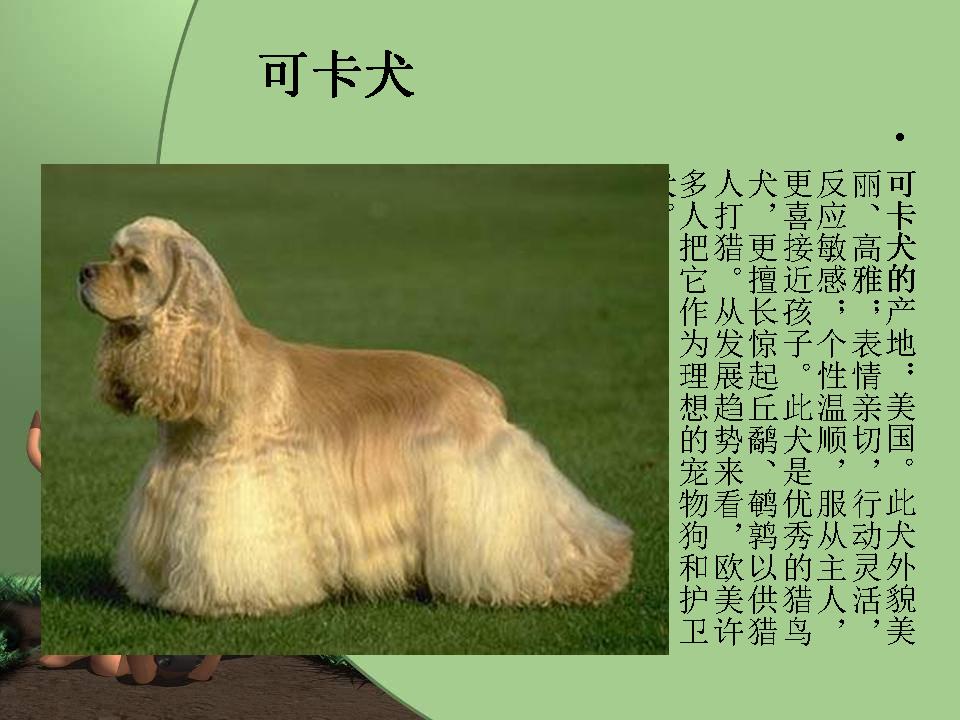 可卡犬
• 可卡犬的产地：美国。此犬外貌美
丽、高雅；表情亲切，行动灵活，
反应敏感；个性温顺，服从主人，
更喜接近孩子。此犬是优秀的猎鸟
犬，更擅长惊起丘鹬、鹌鹑以供猎
人打猎。从发展趋势来看，欧美许
多人把它作为理想的宠物狗和护卫